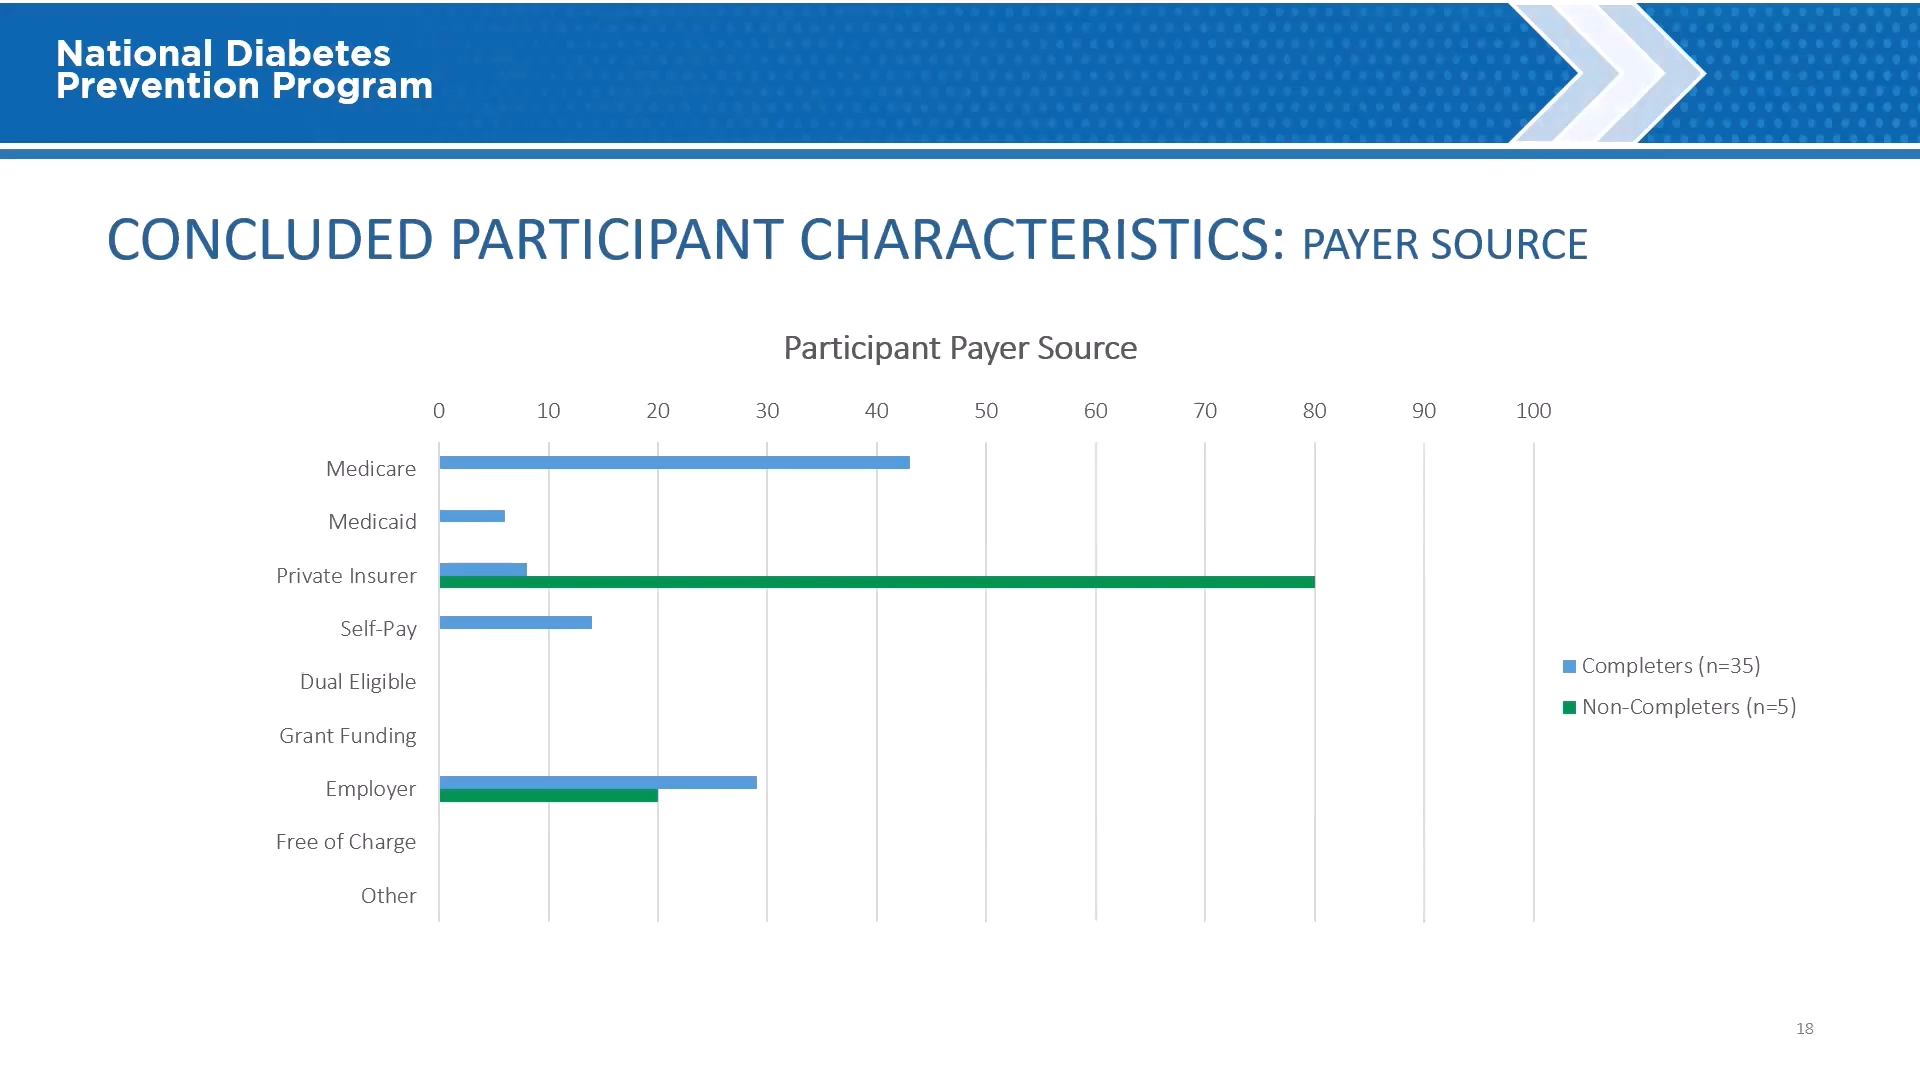 National Diabetes
Prevention Program
CONCLUDED PARTICIPANT CHARACTERISTICS: PAYER SOURCE
Participant Payer Source
0 10 20 30 40 50 60 70 80 90 100
Medicare
Medicaid
Private Insurer
Self-Pay
Dual Eligible
Grant Funding
Employer
Free of Charge
Other
Completers (n=35)
Non-Completers (n=5)
18